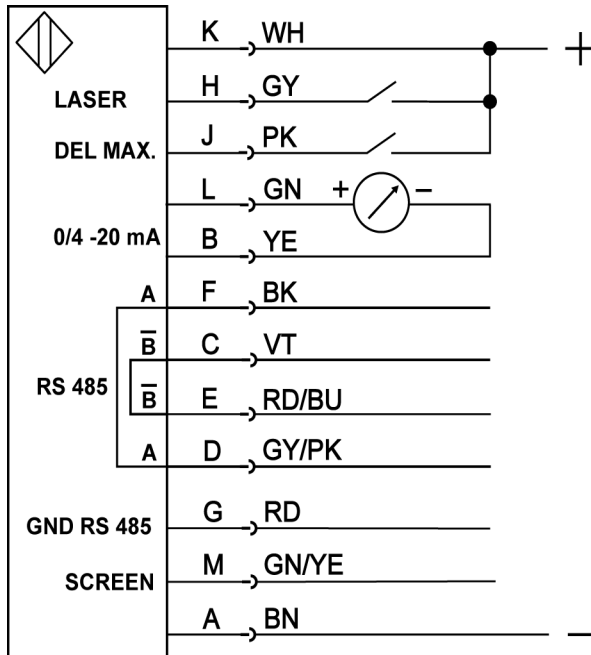 K WH +
LASER H GY
DEL MAX. J PK
L GN + −
0/4 -20 mA B YE
A F BK
B̅ C VT
RS 485
B̅ E RD/BU
A D GY/PK
GND RS 485 G RD
SCREEN M GN/YE
A BN −